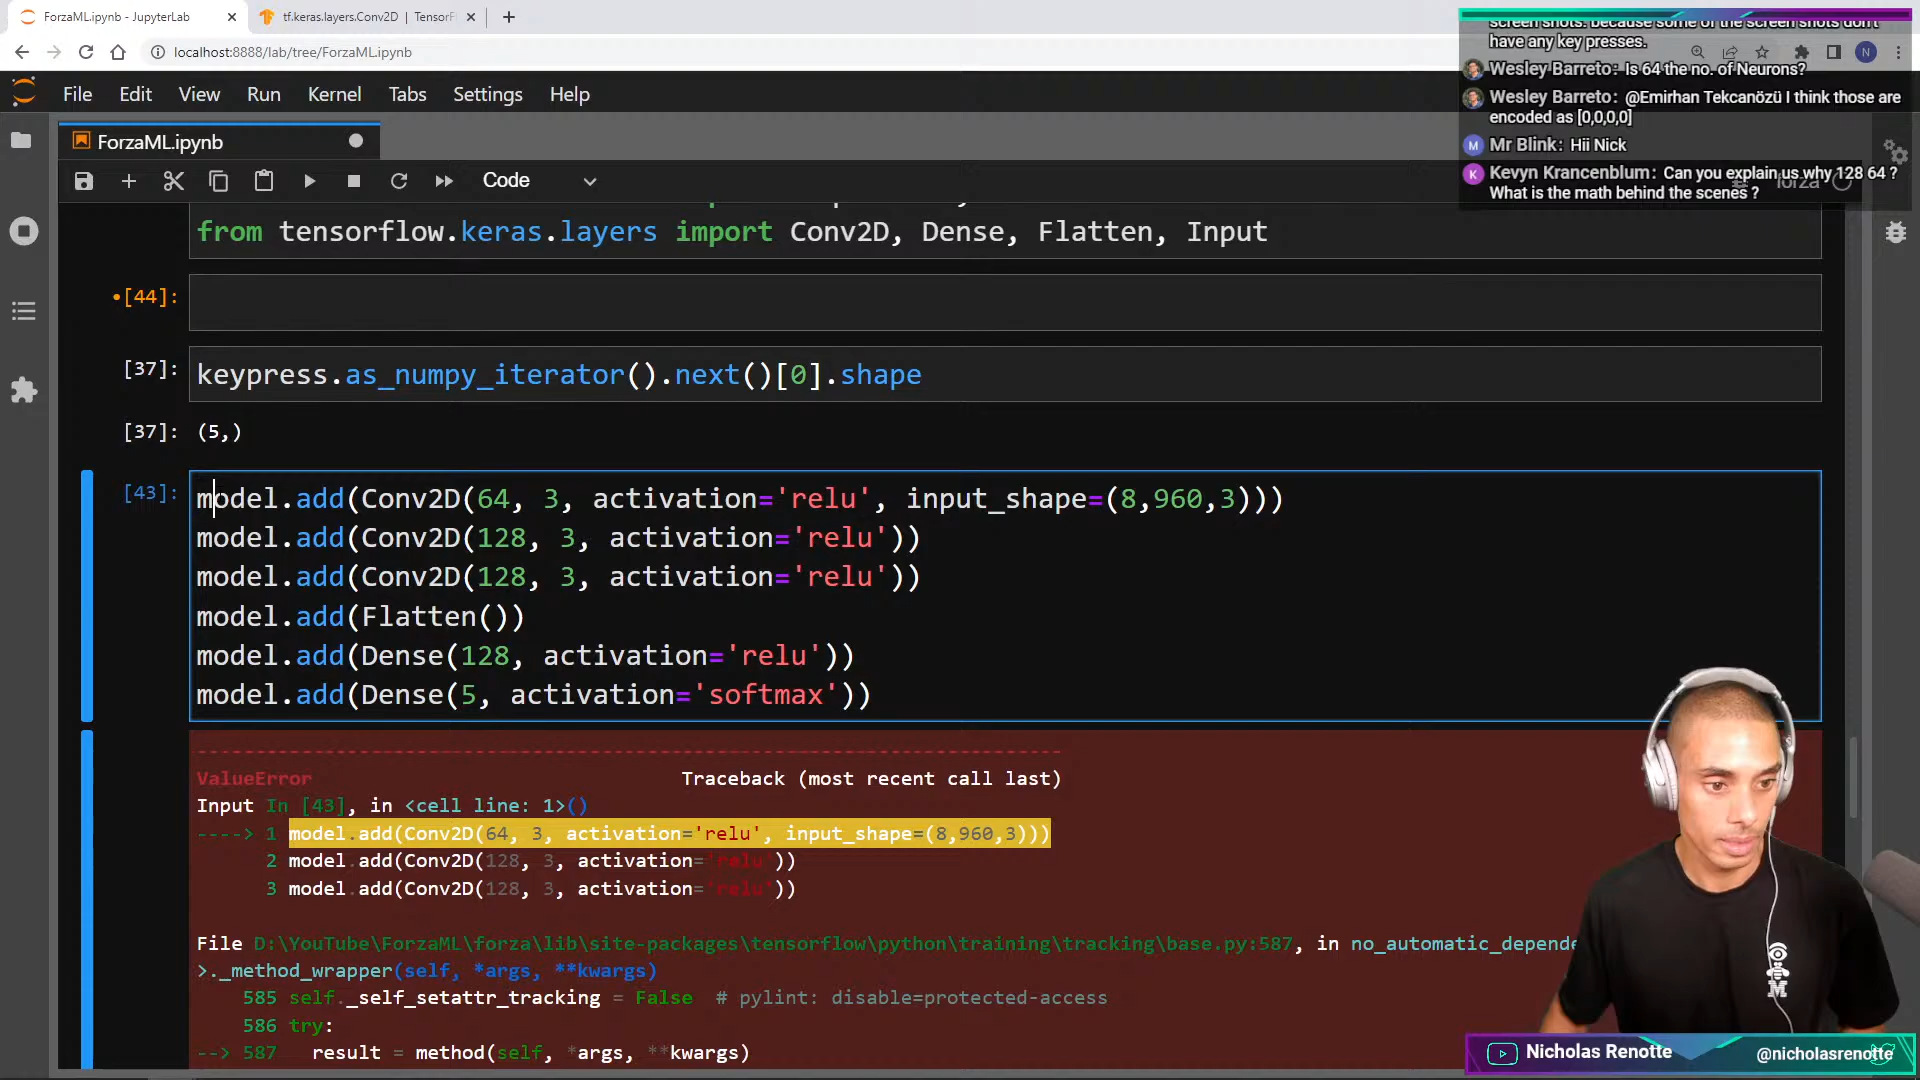 ForzaML.ipynb - JupyterLab
tf.keras.layers.Conv2D | TensorF
localhost:8888/lab/tree/ForzaML.ipynb
screen shots. because some of the screen shots don't
have any key presses.
Wesley Barreto: Is 64 the no. of Neurons?
Wesley Barreto: @Emirhan Tekcanözü I think those are
encoded as [0,0,0,0]
Mr Blink: Hii Nick
Kevyn Krancenblum: Can you explain us why 128 64 ?
What is the math behind the scenes ?
File Edit View Run Kernel Tabs Settings Help
ForzaML.ipynb
Code
forza
from tensorflow.keras.layers import Conv2D, Dense, Flatten, Input
[44]:
[37]: keypress.as_numpy_iterator().next()[0].shape
[37]: (5,)
[43]: model.add(Conv2D(64, 3, activation='relu', input_shape=(8,960,3)))
model.add(Conv2D(128, 3, activation='relu'))
model.add(Conv2D(128, 3, activation='relu'))
model.add(Flatten())
model.add(Dense(128, activation='relu'))
model.add(Dense(5, activation='softmax'))
---------------------------------------------------------------------------
ValueError Traceback (most recent call last)
Input In [43], in <cell line: 1>()
----> 1 model.add(Conv2D(64, 3, activation='relu', input_shape=(8,960,3)))
2 model.add(Conv2D(128, 3, activation='relu'))
3 model.add(Conv2D(128, 3, activation='relu'))
File D:\YouTube\ForzaML\forza\lib\site-packages\tensorflow\python\training\tracking\base.py:587, in no_automatic_depende
>._method_wrapper(self, *args, **kwargs)
585 self._self_setattr_tracking = False # pylint: disable=protected-access
586 try:
--> 587 result = method(self, *args, **kwargs)
Nicholas Renotte
@nicholasrenotte